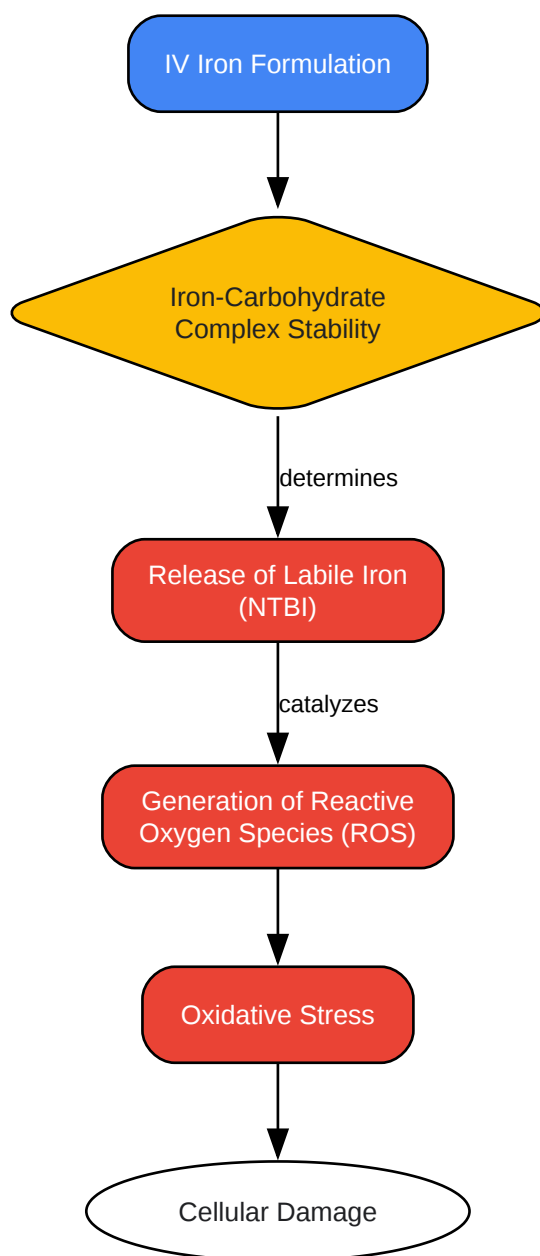 IV Iron Formulation
Iron-Carbohydrate
Complex Stability
determines
Release of Labile Iron
(NTBI)
catalyzes
Generation of Reactive
Oxygen Species (ROS)
Oxidative Stress
Cellular Damage